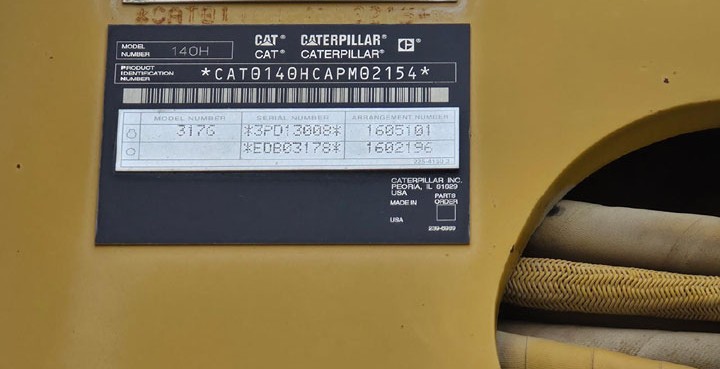 MODEL NUMBER 140H
CAT® CATERPILLAR®
CAT® CATERPILLAR®
PRODUCT IDENTIFICATION NUMBER *CAT0140HCAPM02154*
MODEL NUMBER SERIAL NUMBER ARRANGEMENT NUMBER
3176 *3PD13008* 1605101
*EDB03178* 1602196
CATERPILLAR INC.
PEORIA, IL 61629
USA
PARTS ORDER
MADE IN
USA